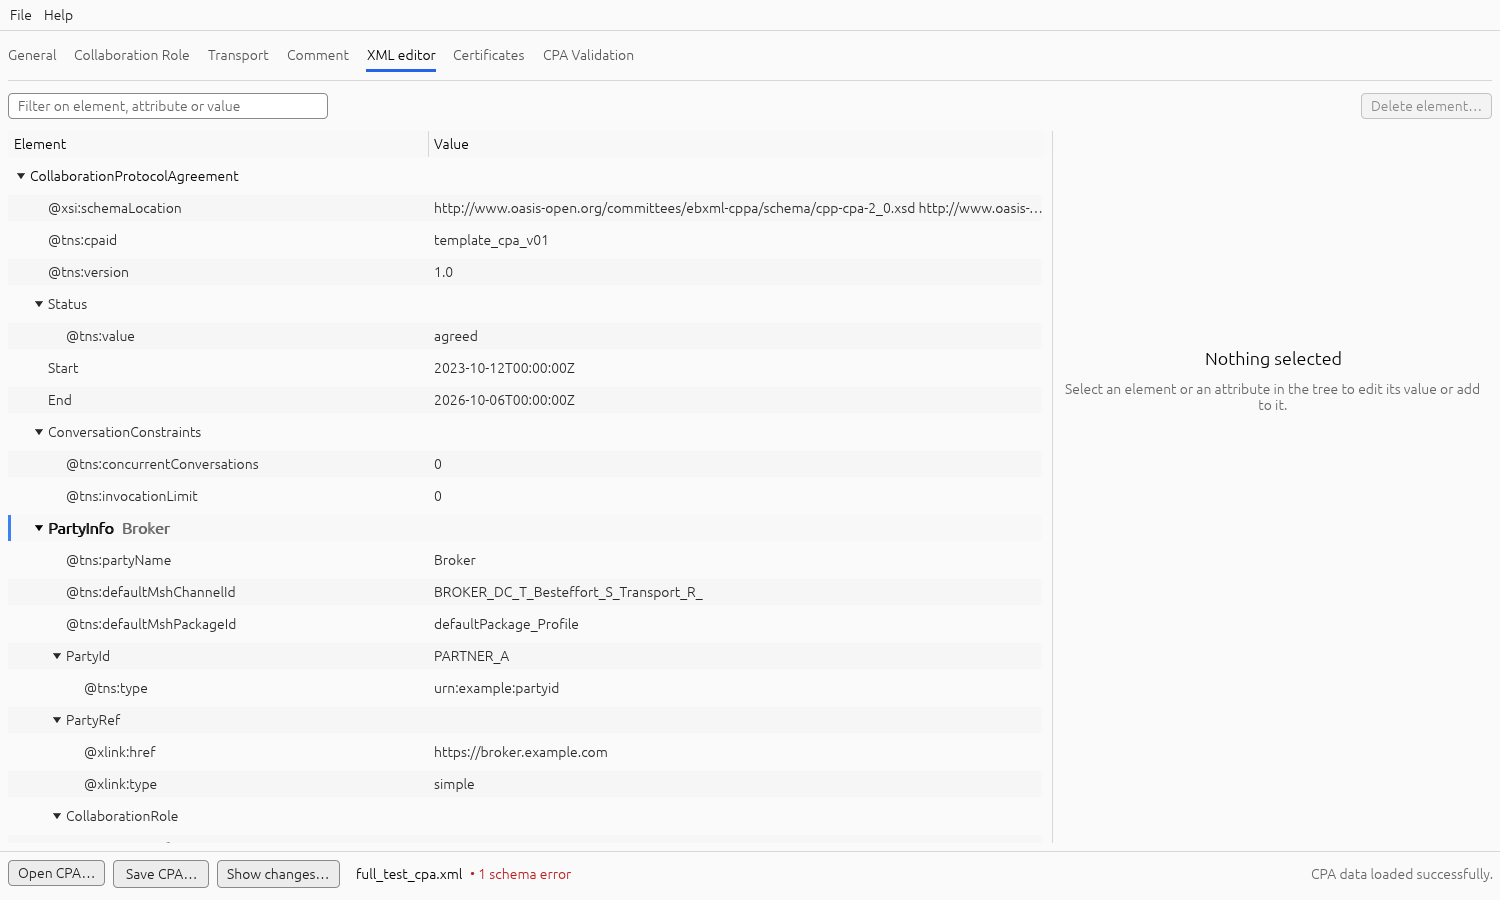 File Help
General Collaboration Role Transport Comment XML editor Certificates CPA Validation
Filter on element, attribute or value Delete element...
Element Value
CollaborationProtocolAgreement
@xsi:schemaLocation http://www.oasis-open.org/committees/ebxml-cppa/schema/cpp-cpa-2_0.xsd http://www.oasis-...
@tns:cpaid template_cpa_v01
@tns:version 1.0
Status
@tns:value agreed
Start 2023-10-12T00:00:00Z
End 2026-10-06T00:00:00Z
ConversationConstraints
@tns:concurrentConversations 0
@tns:invocationLimit 0
PartyInfo Broker
@tns:partyName Broker
@tns:defaultMshChannelId BROKER_DC_T_Besteffort_S_Transport_R_
@tns:defaultMshPackageId defaultPackage_Profile
PartyId PARTNER_A
@tns:type urn:example:partyid
PartyRef
@xlink:href https://broker.example.com
@xlink:type simple
CollaborationRole
Nothing selected
Select an element or an attribute in the tree to edit its value or add
to it.
Open CPA... Save CPA... Show changes... full_test_cpa.xml • 1 schema error CPA data loaded successfully.